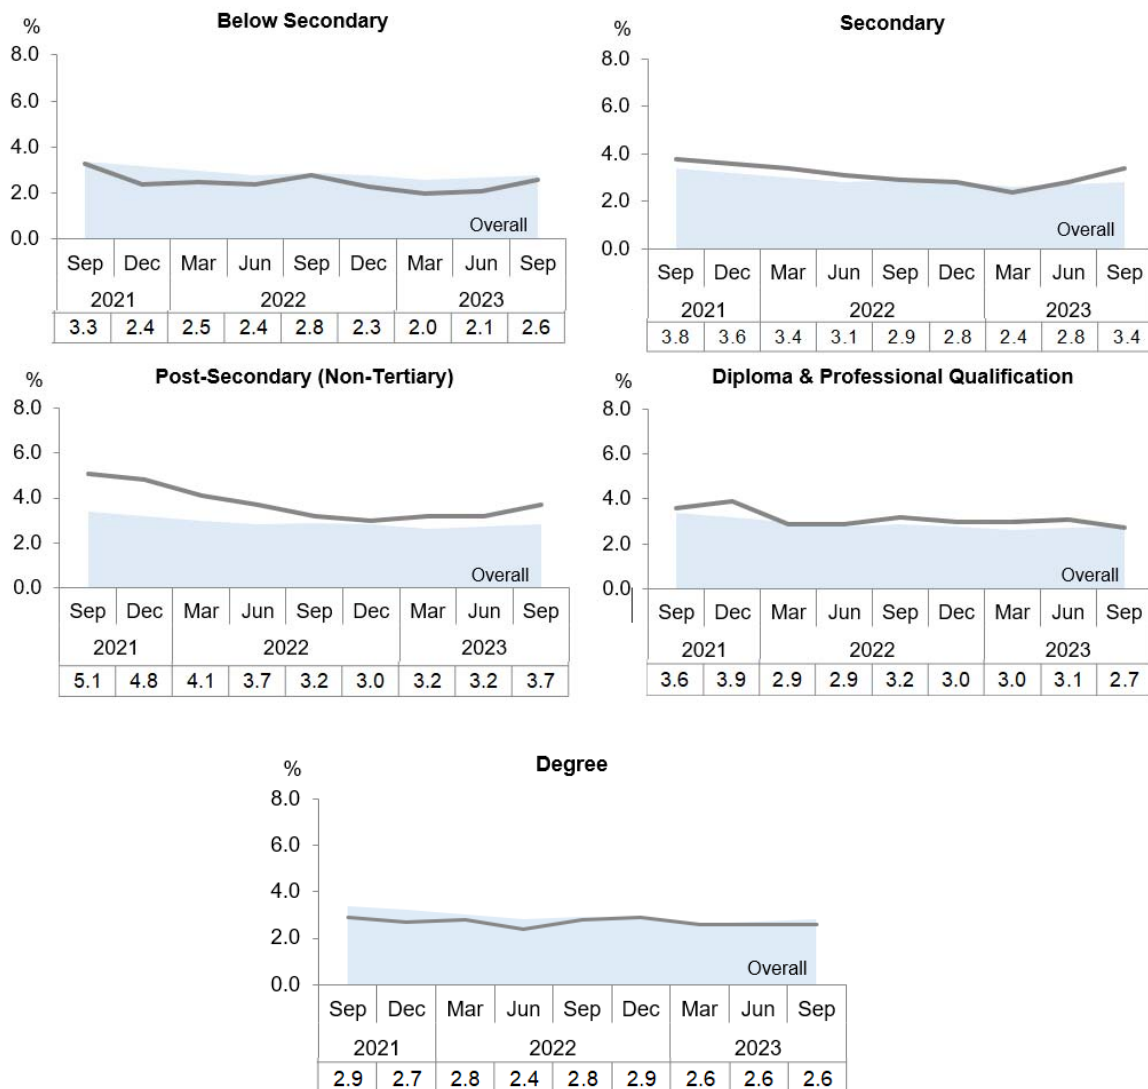 Below Secondary
%
8.0
6.0
4.0
2.0
0.0
Overall
Sep Dec Mar Jun Sep Dec Mar Jun Sep
2021 2022 2023
3.3 2.4 2.5 2.4 2.8 2.3 2.0 2.1 2.6
Secondary
%
8.0
6.0
4.0
2.0
0.0
Overall
Sep Dec Mar Jun Sep Dec Mar Jun Sep
2021 2022 2023
3.8 3.6 3.4 3.1 2.9 2.8 2.4 2.8 3.4
Post-Secondary (Non-Tertiary)
%
8.0
6.0
4.0
2.0
0.0
Overall
Sep Dec Mar Jun Sep Dec Mar Jun Sep
2021 2022 2023
5.1 4.8 4.1 3.7 3.2 3.0 3.2 3.2 3.7
Diploma & Professional Qualification
%
8.0
6.0
4.0
2.0
0.0
Overall
Sep Dec Mar Jun Sep Dec Mar Jun Sep
2021 2022 2023
3.6 3.9 2.9 2.9 3.2 3.0 3.0 3.1 2.7
Degree
%
8.0
6.0
4.0
2.0
0.0
Overall
Sep Dec Mar Jun Sep Dec Mar Jun Sep
2021 2022 2023
2.9 2.7 2.8 2.4 2.8 2.9 2.6 2.6 2.6